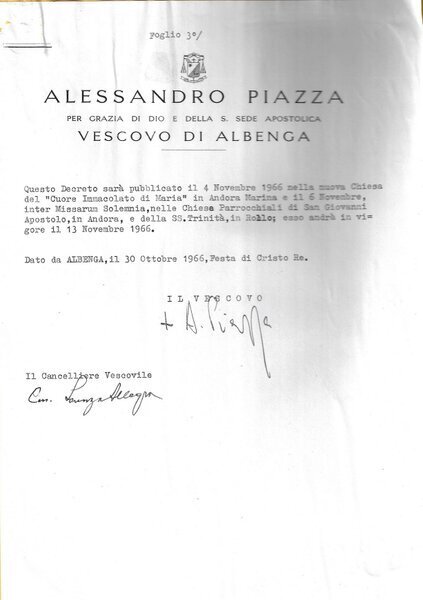 Foglio 3°/
ALESSANDRO PIAZZA
PER GRAZIA DI DIO E DELLA S. SEDE APOSTOLICA
VESCOVO DI ALBENGA
Questo Decreto sarà pubblicato il 4 Novembre 1966 nella nuova Chiesa
del "Cuore Immacolato di Maria" in Andora Marina e il 6 Novembre,
inter Missarum Solemnia,nelle Chiese Parrocchiali di San Giovanni
Apostolo,in Andora, e della SS.Trinità,in Rollo; esso andrà in vi=
gore il 13 Novembre 1966.
Dato da ALBENGA,il 30 Ottobre 1966,Festa di Cristo Re.
IL VESCOVO
+ A. Piazza
Il Cancelliere Vescovile
Can.